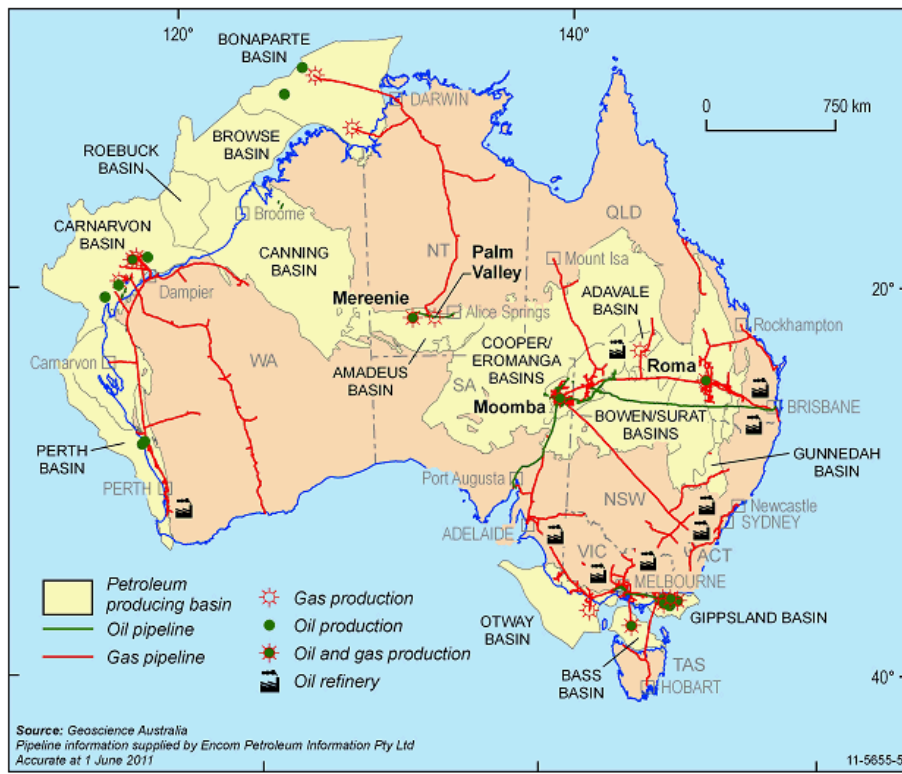 120°
140°
BONAPARTE
BASIN
DARWIN
0
750 km
BROWSE
BASIN
ROEBUCK
BASIN
Broome
CARNARVON
BASIN
QLD
CANNING
BASIN
NT
Palm
Valley
Mount Isa
Dampier
Mereenie
ADAVALE
BASIN
20°
Alice Springs
Rockhampton
COOPER/
EROMANGA
BASINS
Carnarvon
WA
AMADEUS
BASIN
SA
Roma
Moomba
BRISBANE
BOWEN/SURAT
BASINS
PERTH
BASIN
GUNNEDAH
BASIN
PERTH
Port Augusta
NSW
Newcastle
SYDNEY
ADELAIDE
VIC
ACT
MELBOURNE
GIPPSLAND BASIN
OTWAY
BASIN
BASS
BASIN
TAS
HOBART
40°
Petroleum
producing basin
Oil pipeline
Gas pipeline
Gas production
Oil production
Oil and gas production
Oil refinery
Source: Geoscience Australia
Pipeline information supplied by Encom Petroleum Information Pty Ltd
Accurate at 1 June 2011
11-5655-5